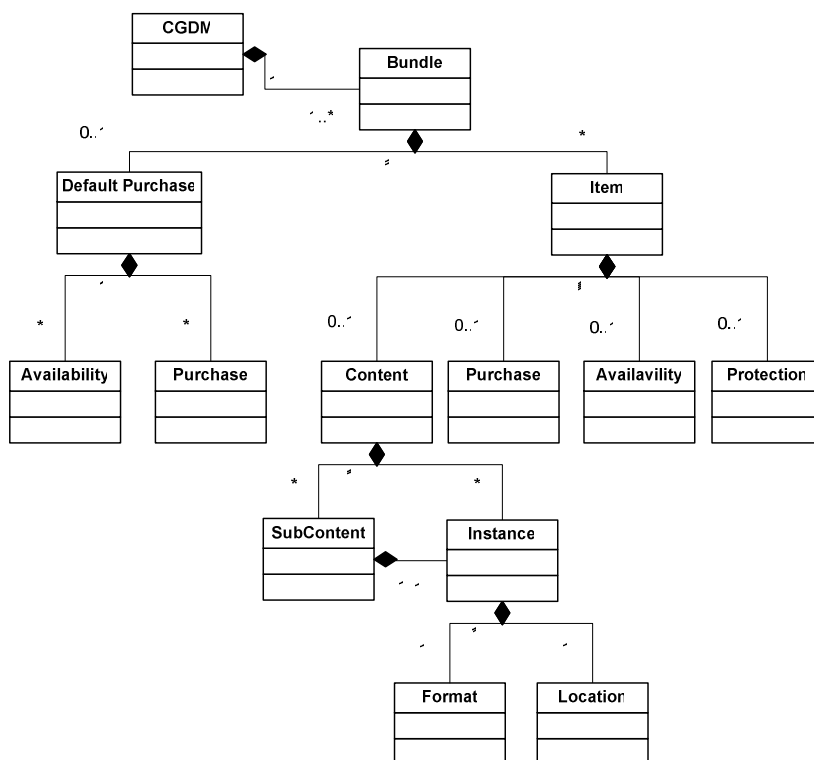 CGDM
Bundle
*
0..
*
Default Purchase
Item
*
*
0..
0..
0..
0..
Availability
Purchase
Content
Purchase
Availavility
Protection
*
*
SubContent
Instance
Format
Location